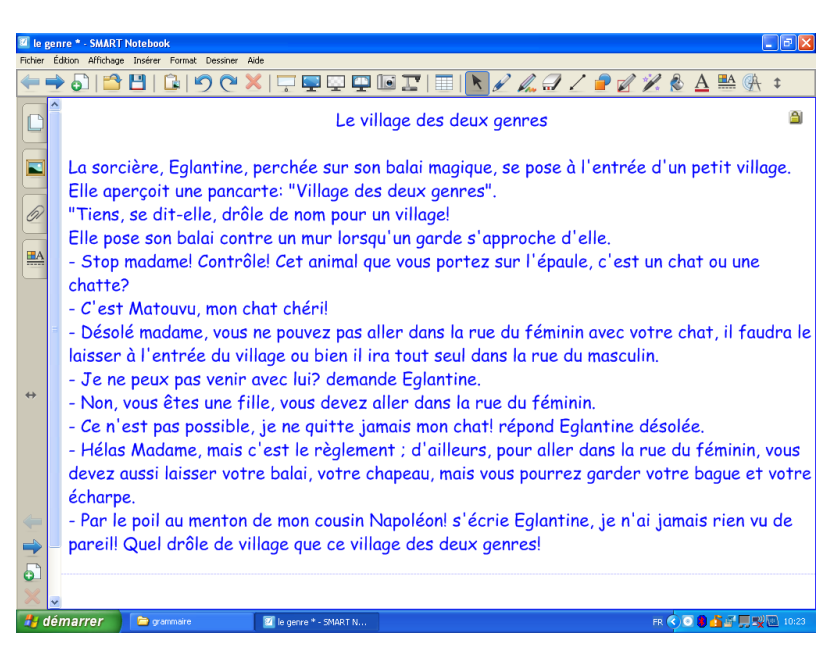 le genre * - SMART Notebook
Fichier Édition Affichage Insérer Format Dessiner Aide
Le village des deux genres
La sorcière, Eglantine, perchée sur son balai magique, se pose à l'entrée d'un petit village.
Elle aperçoit une pancarte: "Village des deux genres".
"Tiens, se dit-elle, drôle de nom pour un village!
Elle pose son balai contre un mur lorsqu'un garde s'approche d'elle.
- Stop madame! Contrôle! Cet animal que vous portez sur l'épaule, c'est un chat ou une
chatte?
- C'est Matouvu, mon chat chéri!
- Désolé madame, vous ne pouvez pas aller dans la rue du féminin avec votre chat, il faudra le
laisser à l'entrée du village ou bien il ira tout seul dans la rue du masculin.
- Je ne peux pas venir avec lui? demande Eglantine.
- Non, vous êtes une fille, vous devez aller dans la rue du féminin.
- Ce n'est pas possible, je ne quitte jamais mon chat! répond Eglantine désolée.
- Hélas Madame, mais c'est le règlement ; d'ailleurs, pour aller dans la rue du féminin, vous
devez aussi laisser votre balai, votre chapeau, mais vous pourrez garder votre bague et votre
écharpe.
- Par le poil au menton de mon cousin Napoléon! s'écrie Eglantine, je n'ai jamais rien vu de
pareil! Quel drôle de village que ce village des deux genres!
démarrer
grammaire
le genre * - SMART N...
FR
10:23